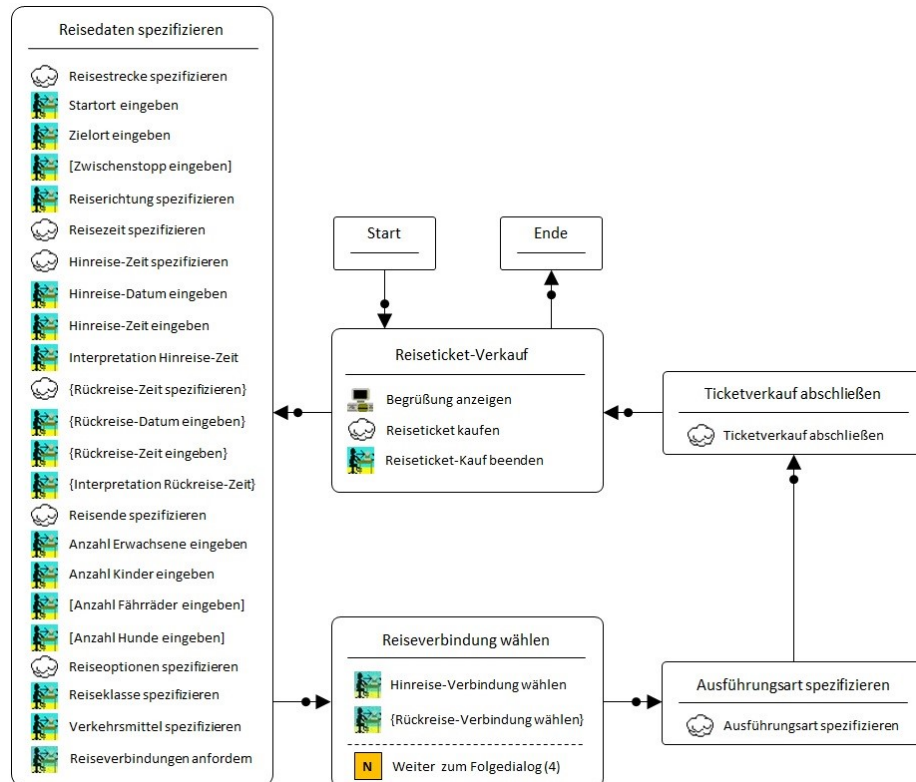 Reisedaten spezifizieren
Reisestrecke spezifizieren
Startort eingeben
Zielort eingeben
[Zwischenstopp eingeben]
Reiserichtung spezifizieren
Reisezeit spezifizieren
Hinreise-Zeit spezifizieren
Hinreise-Datum eingeben
Hinreise-Zeit eingeben
Interpretation Hinreise-Zeit
{Rückreise-Zeit spezifizieren}
{Rückreise-Datum eingeben}
{Rückreise-Zeit eingeben}
{Interpretation Rückreise-Zeit}
Reisende spezifizieren
Anzahl Erwachsene eingeben
Anzahl Kinder eingeben
[Anzahl Fährräder eingeben]
[Anzahl Hunde eingeben]
Reiseoptionen spezifizieren
Reiseklasse spezifizieren
Verkehrsmittel spezifizieren
Reiseverbindungen anfordern
Start
Ende
Reiseticket-Verkauf
Begrüßung anzeigen
Reiseticket kaufen
Reiseticket-Kauf beenden
Reiseverbindung wählen
Hinreise-Verbindung wählen
{Rückreise-Verbindung wählen}
N Weiter zum Folgedialog (4)
Ticketverkauf abschließen
Ticketverkauf abschließen
Ausführungsart spezifizieren
Ausführungsart spezifizieren